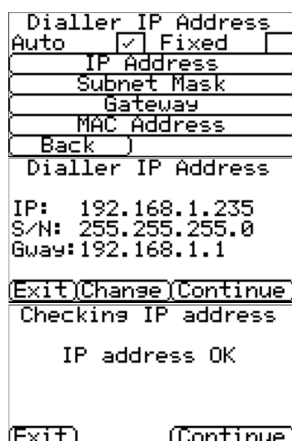 Dialler IP Address
Auto Fixed
IP Address
Subnet Mask
Gateway
MAC Address
Back
Dialler IP Address
IP: 192.168.1.235
S/N: 255.255.255.0
Gway:192.168.1.1
Exit Change Continue
Checking IP address
IP address OK
Exit Continue